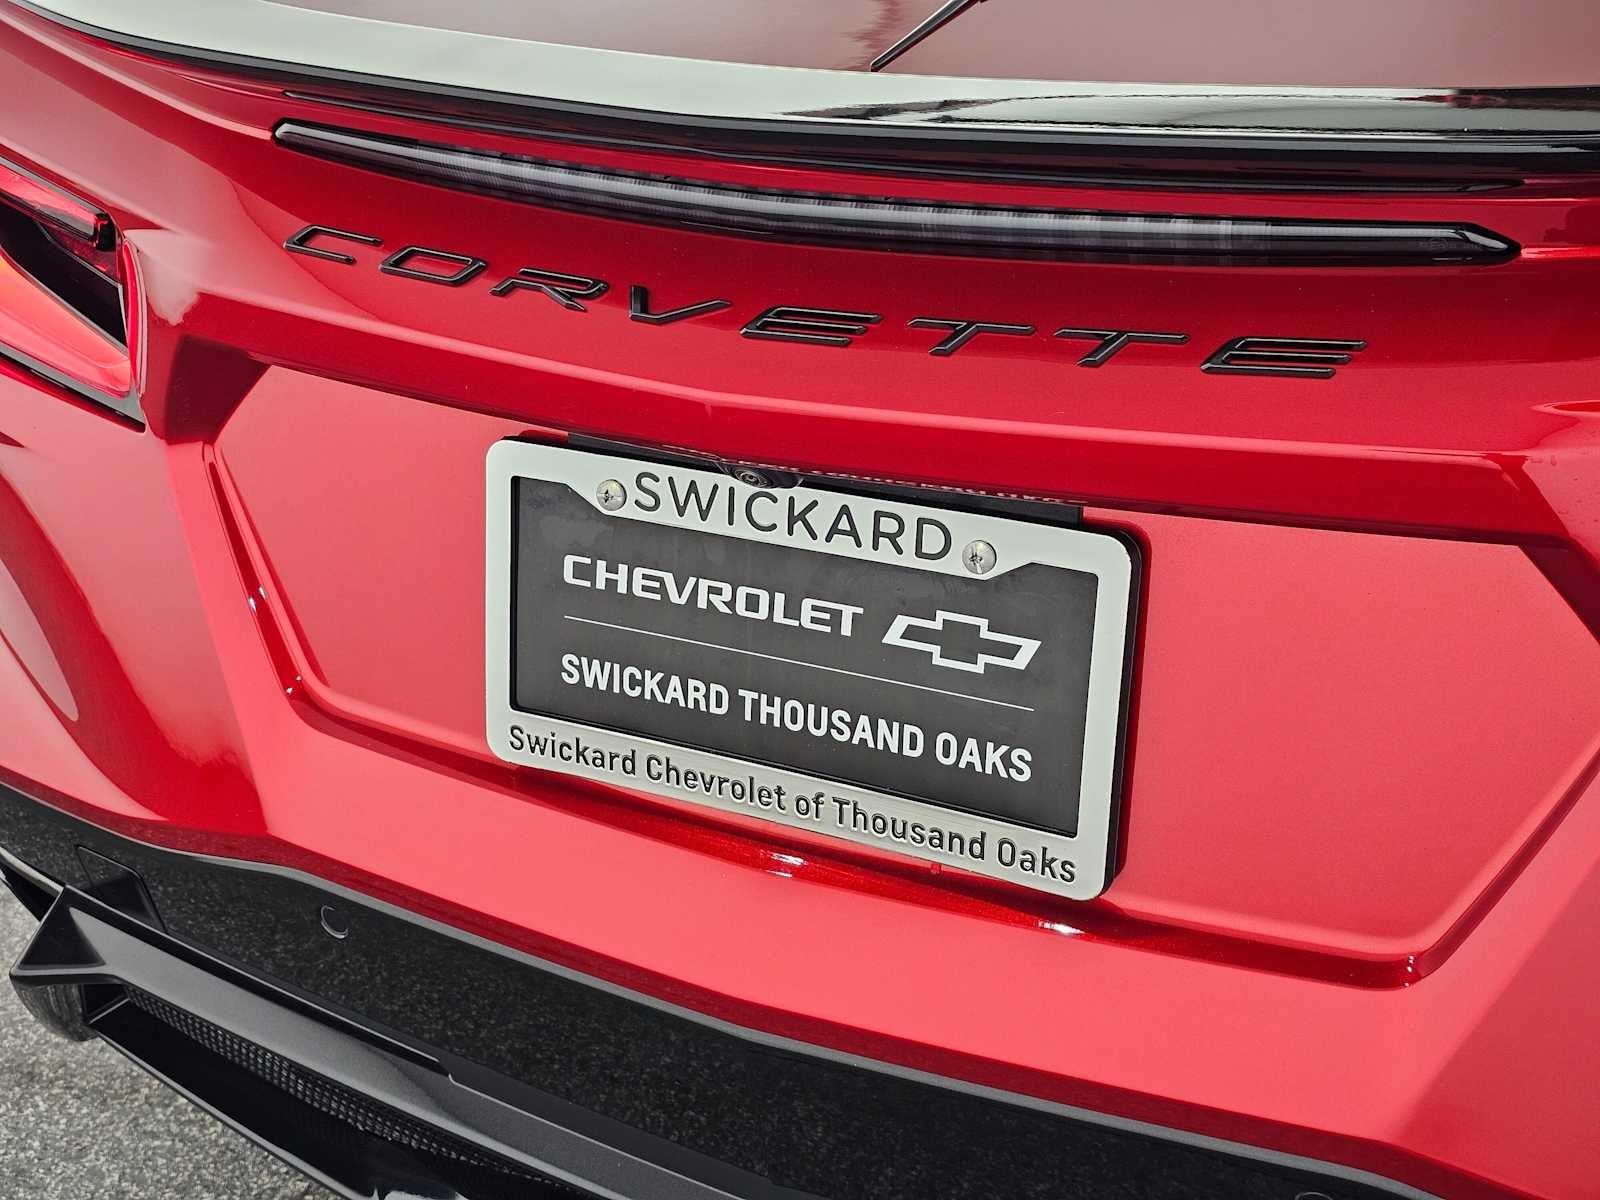 CORVETTE
SWICKARD
CHEVROLET
SWICKARD THOUSAND OAKS
Swickard Chevrolet of Thousand Oaks